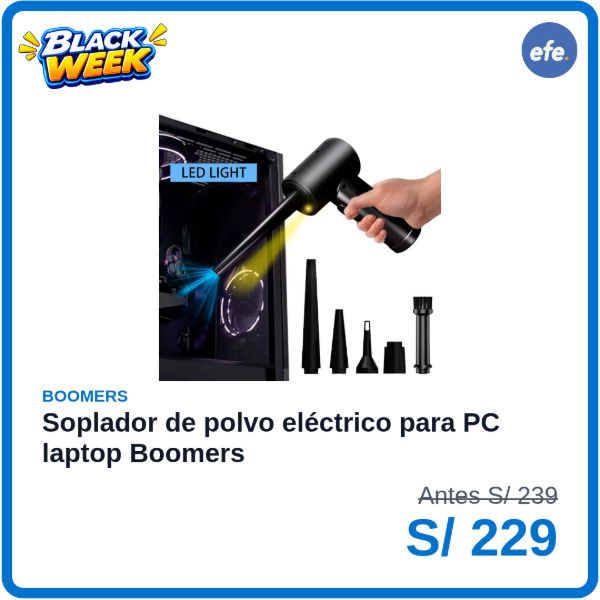 BLACK
WEEK
efe.
LED LIGHT
BOOMERS
Soplador de polvo eléctrico para PC
laptop Boomers
Antes S/ 239
S/ 229